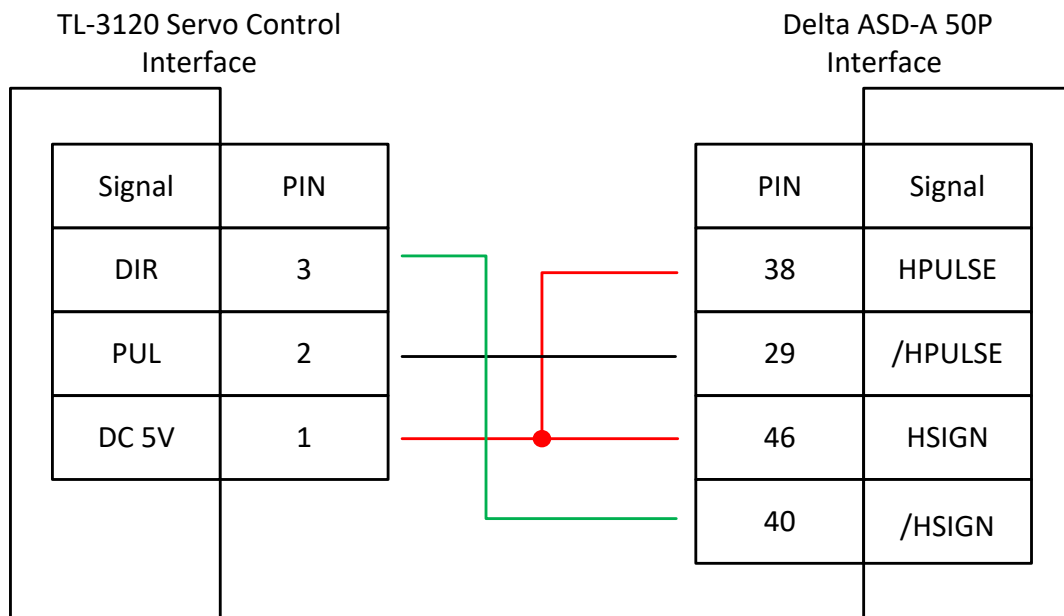 TL-3120 Servo Control
Interface
Delta ASD-A 50P
Interface
Signal PIN
DIR 3
PUL 2
DC 5V 1
PIN Signal
38 HPULSE
29 /HPULSE
46 HSIGN
40 /HSIGN